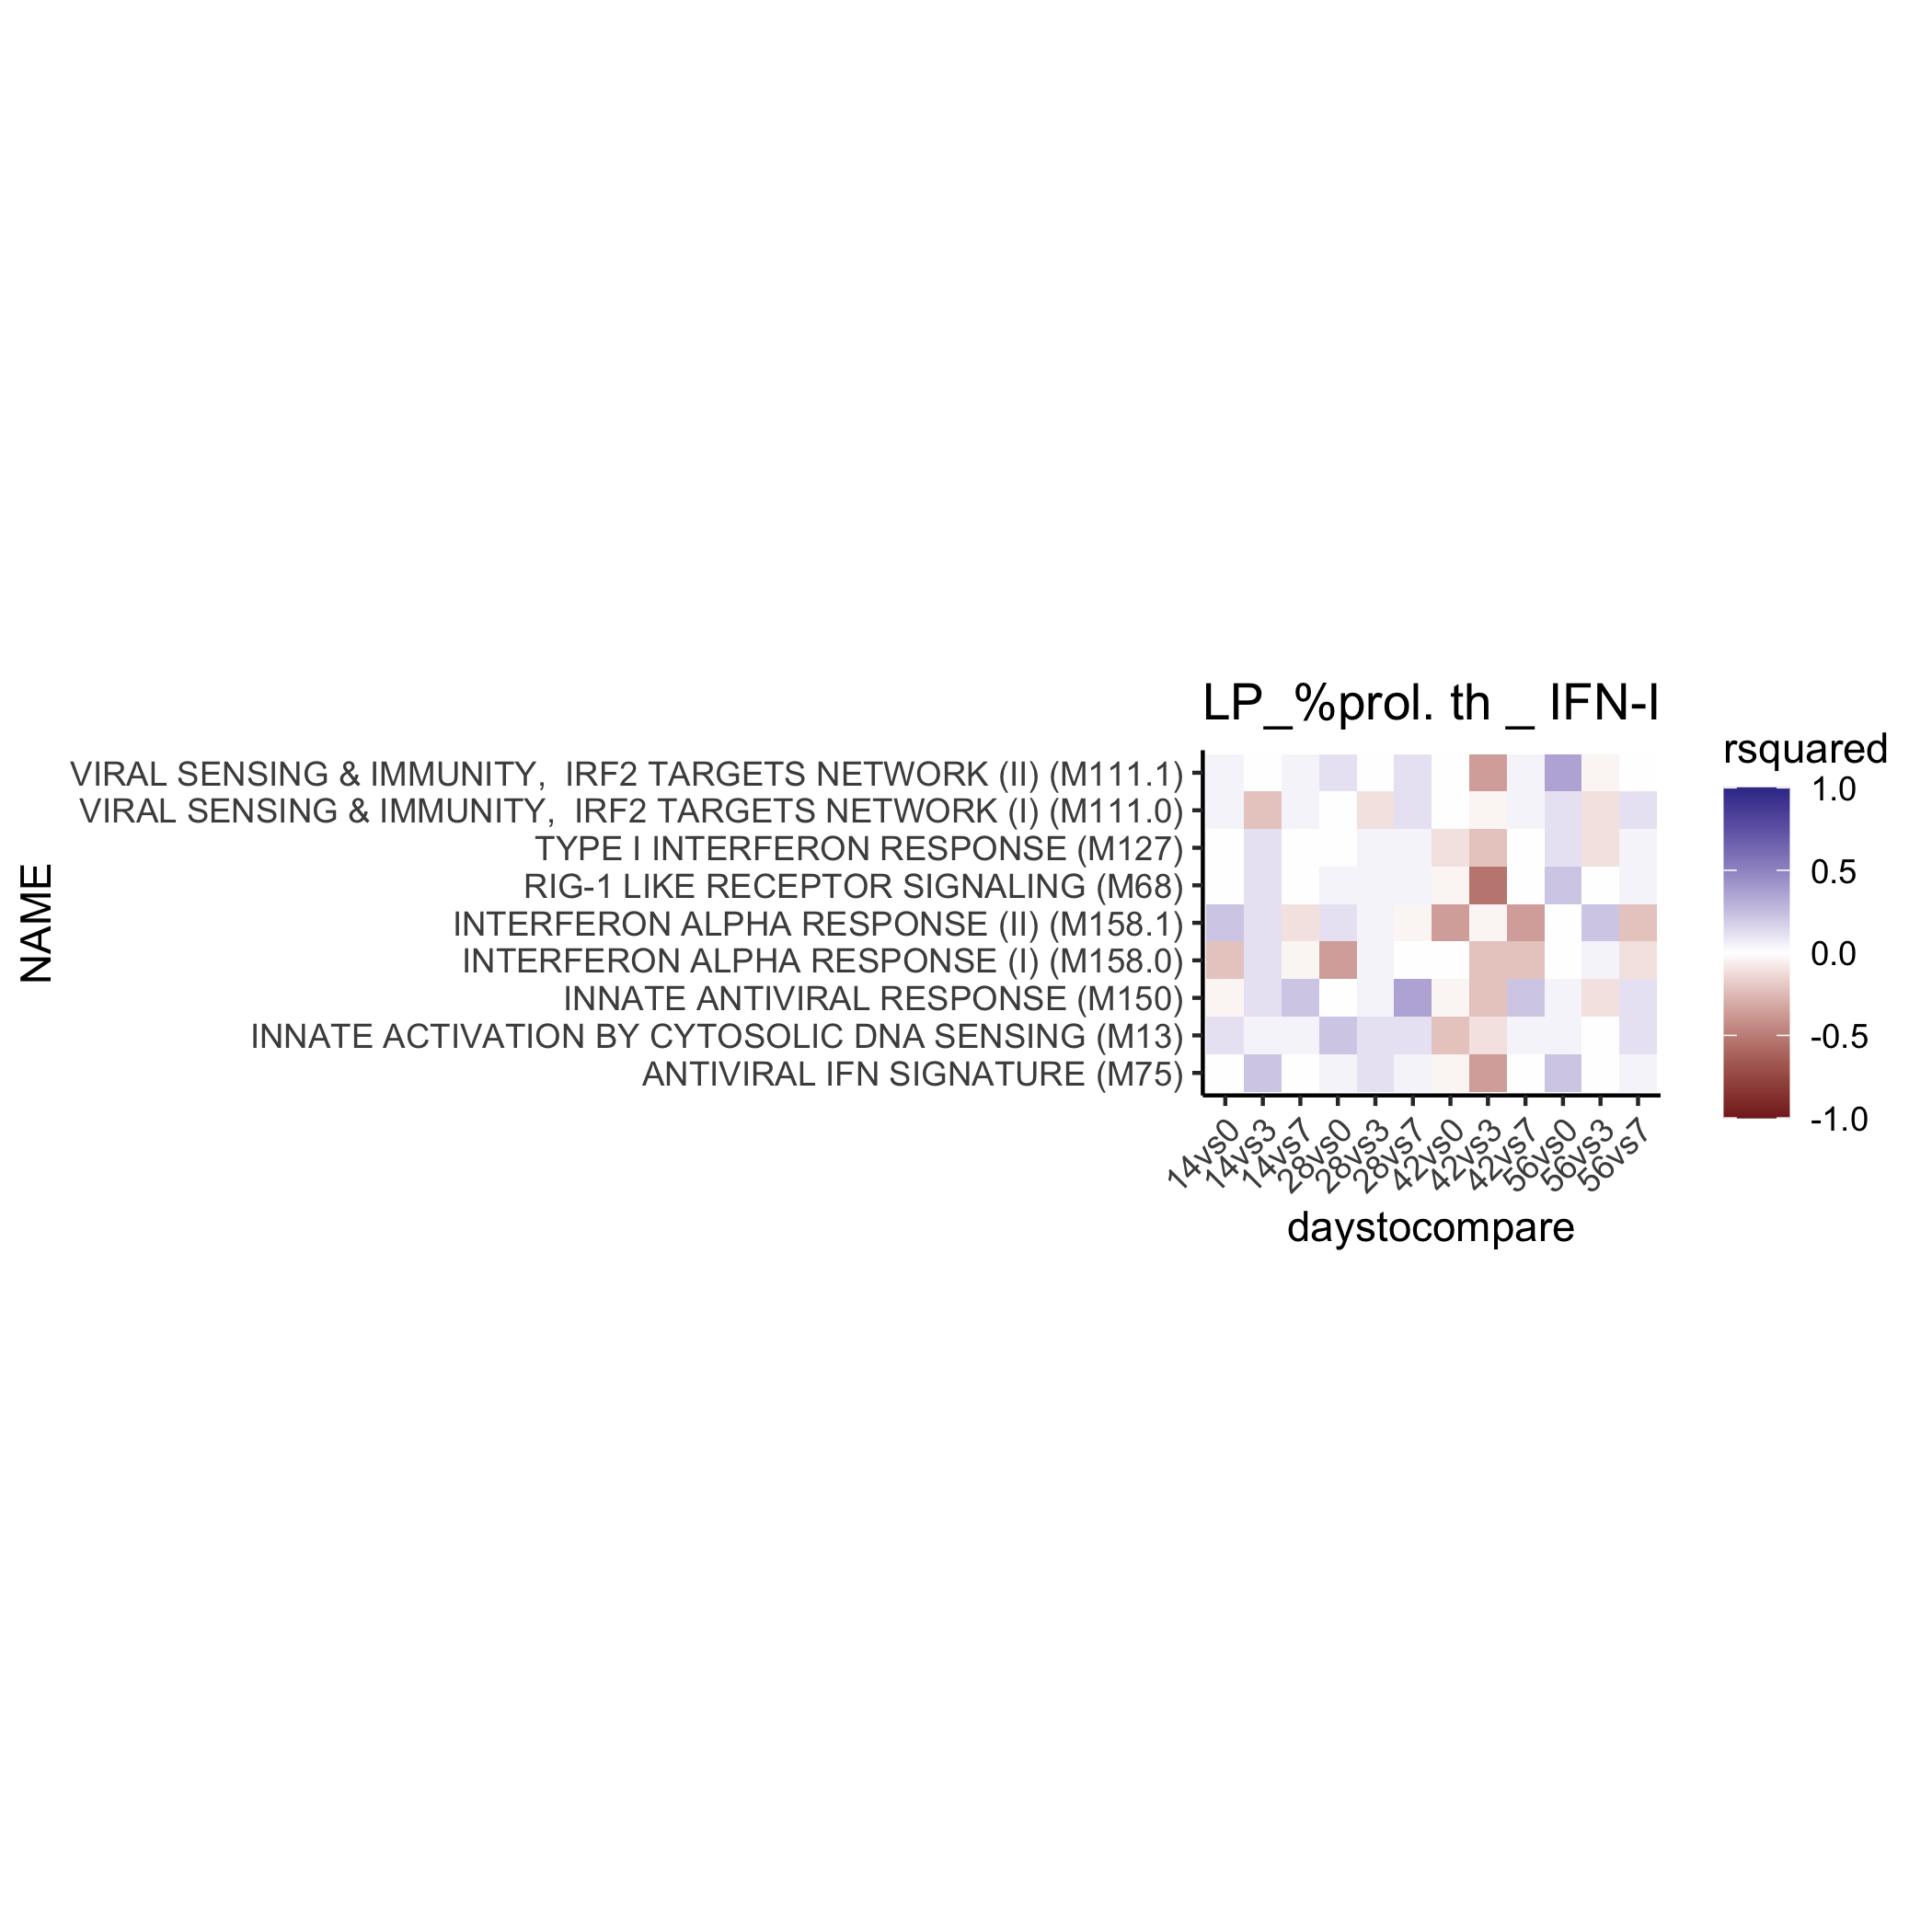 LP_%prol. th _ IFN-I
NAME
VIRAL SENSING & IMMUNITY,  IRF2 TARGETS NETWORK (II) (M111.1)
VIRAL SENSING & IMMUNITY,  IRF2 TARGETS NETWORK (I) (M111.0)
TYPE I INTERFERON RESPONSE (M127)
RIG-1 LIKE RECEPTOR SIGNALING (M68)
INTERFERON ALPHA RESPONSE (II) (M158.1)
INTERFERON ALPHA RESPONSE (I) (M158.0)
INNATE ANTIVIRAL RESPONSE (M150)
INNATE ACTIVATION BY CYTOSOLIC DNA SENSING (M13)
ANTIVIRAL IFN SIGNATURE (M75)
14vs0
14vs3
14vs7
28vs0
28vs3
28vs7
42vs0
42vs3
42vs7
56vs0
56vs3
56vs7
daystocompare
rsquared
1.0
0.5
0.0
-0.5
-1.0